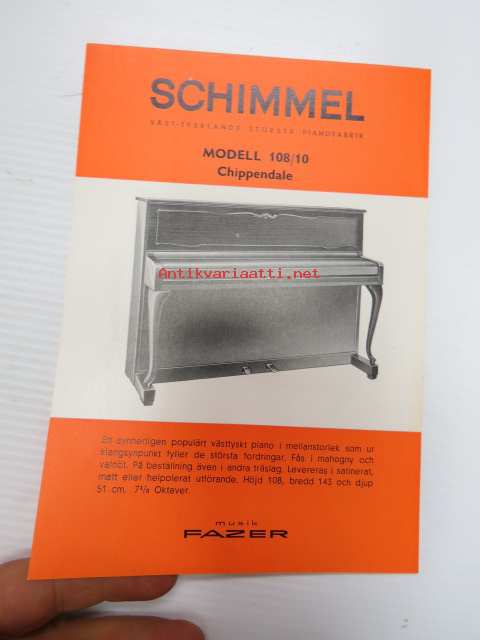 SCHIMMEL
VÄST-TYSKLANDS STÖRSTA PIANOFABRIK
MODELL 108/10
Chippendale
Antikvariaatti.net
En synnerligen populärt västtyskt piano i mellanstorlek som ur
klangsynpunkt fyller de största fordringar. Fås i mahogny och
valnöt. På beställning även i andra träslag. Levereras i satinerat,
matt eller helpolerat utförande. Höjd 108, bredd 143 och djup
51 cm. 7¹/₄ Oktaver.
musik
FAZER